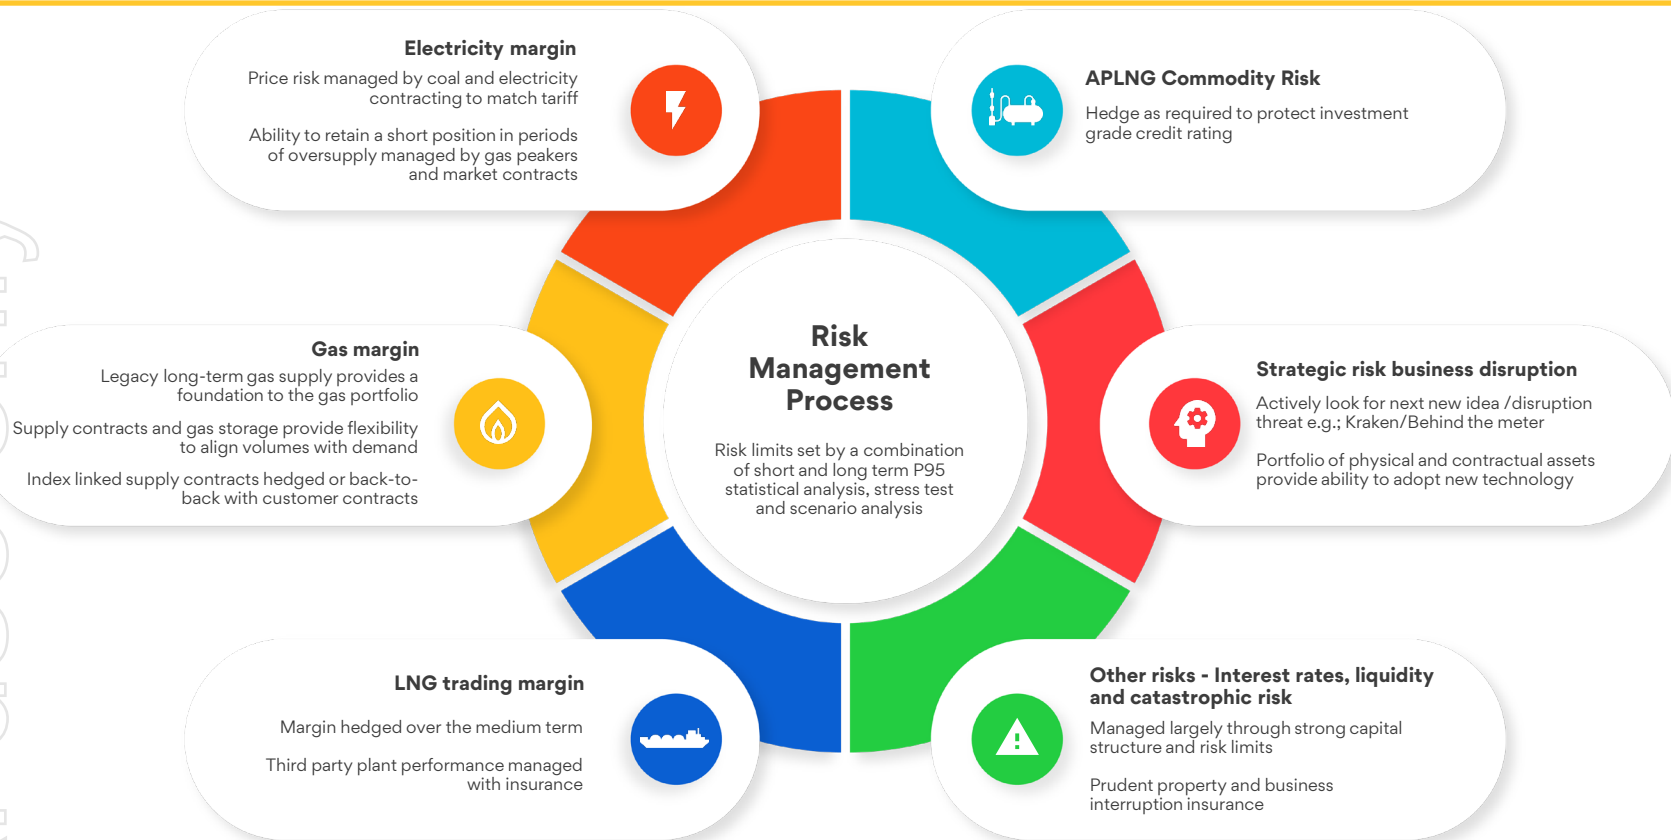 Electricity margin
Price risk managed by coal and electricity
contracting to match tariff
Ability to retain a short position in periods
of oversupply managed by gas peakers
and market contracts
APLNG Commodity Risk
Hedge as required to protect investment
grade credit rating
Gas margin
Legacy long-term gas supply provides a
foundation to the gas portfolio
Supply contracts and gas storage provide flexibility
to align volumes with demand
Index linked supply contracts hedged or back-to-
back with customer contracts
Risk
Management
Process
Risk limits set by a combination
of short and long term P95
statistical analysis, stress test
and scenario analysis
Strategic risk business disruption
Actively look for next new idea /disruption
threat e.g.; Kraken/Behind the meter
Portfolio of physical and contractual assets
provide ability to adopt new technology
LNG trading margin
Margin hedged over the medium term
Third party plant performance managed
with insurance
Other risks - Interest rates, liquidity
and catastrophic risk
Managed largely through strong capital
structure and risk limits
Prudent property and business
interruption insurance